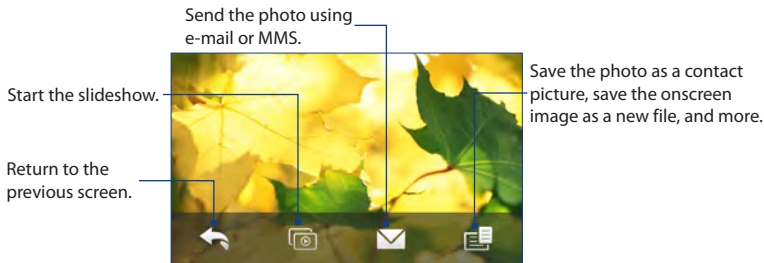 Send the photo using
e-mail or MMS.
Start the slideshow.
Return to the
previous screen.
Save the photo as a contact
picture, save the onscreen
image as a new file, and more.